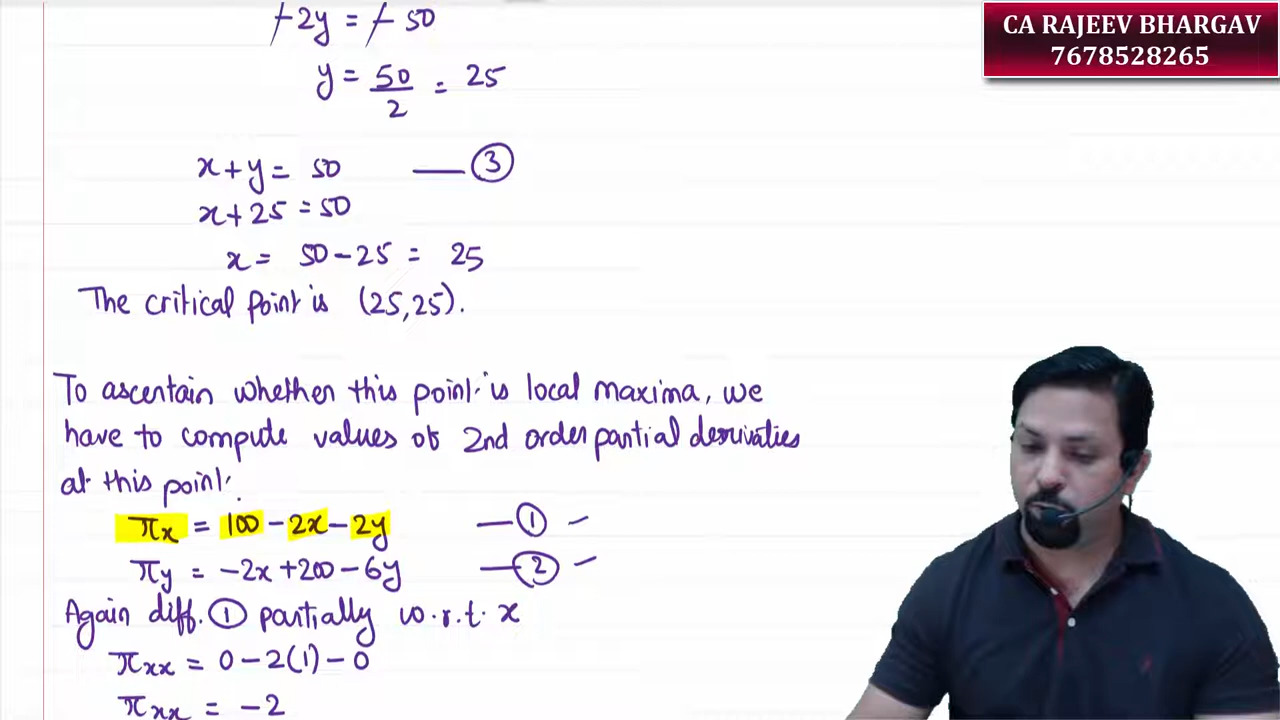 -2y = -50
y = 50/2 = 25
x+y = 50 — ③
x+25 = 50
x = 50-25 = 25
The critical point is (25,25).
To ascertain whether this point is local maxima, we
have to compute values of 2nd order partial derivaties
at this point.
πx = 100 - 2x - 2y — ①
πy = -2x+200-6y — ②
Again diff. ① partially w.r.t. x
πxx = 0-2(1)-0
πxx = -2
CA RAJEEV BHARGAV
7678528265